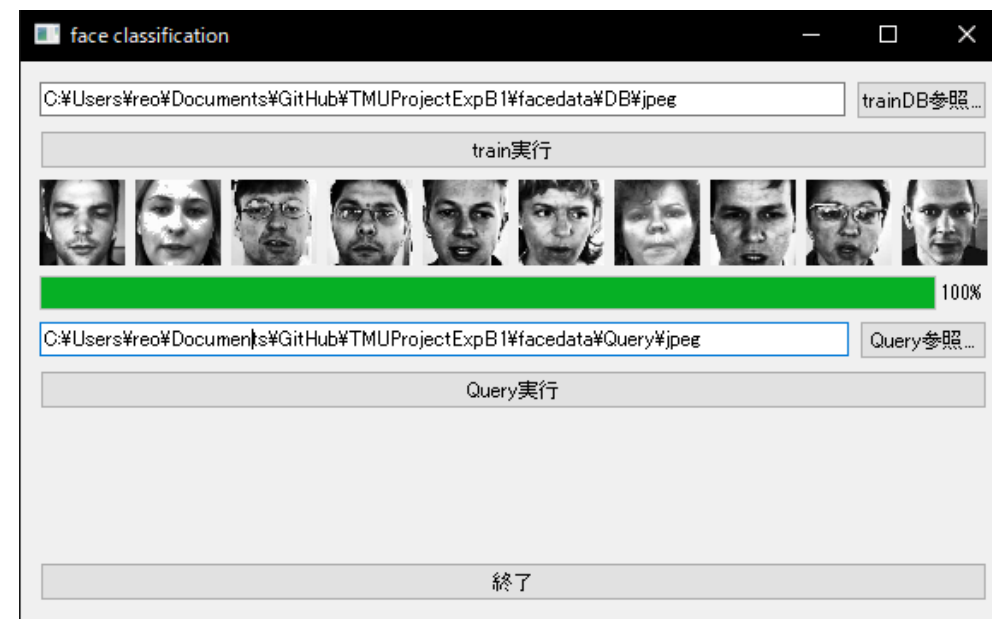 face classification
C:¥Users¥reo¥Documents¥GitHub¥TMUProjectExpB1¥facedata¥DB¥jpeg trainDB参照...
train実行
100%
C:¥Users¥reo¥Documents¥GitHub¥TMUProjectExpB1¥facedata¥Query¥jpeg Query参照...
Query実行
終了